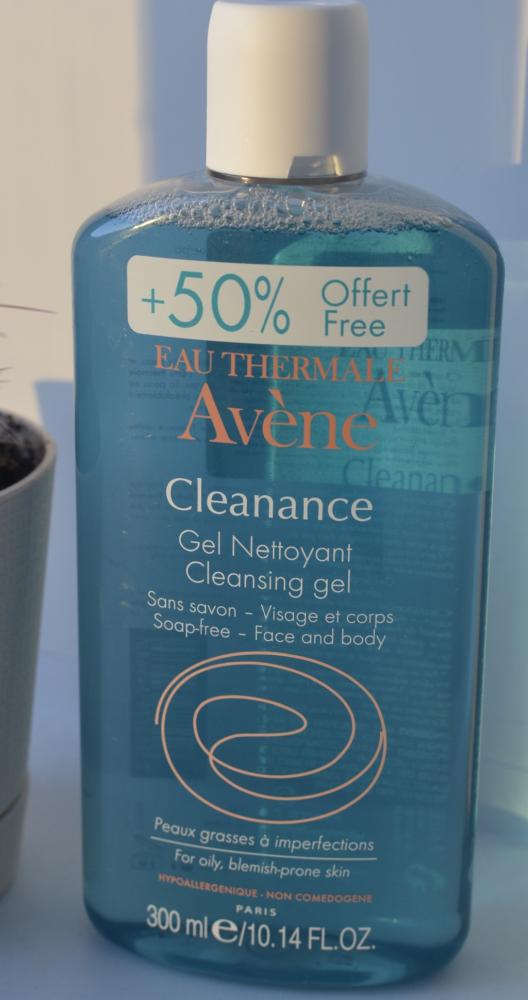 +50% Offert
Free
EAU THERMALE
Avène
Cleanance
Gel Nettoyant
Cleansing gel
Sans savon - Visage et corps
Soap-free - Face and body
Peaux grasses à imperfections
For oily, blemish-prone skin
HYPOALLERGENIQUE - NON COMEDOGENE
PARIS
300 ml e/10.14 FL.OZ.